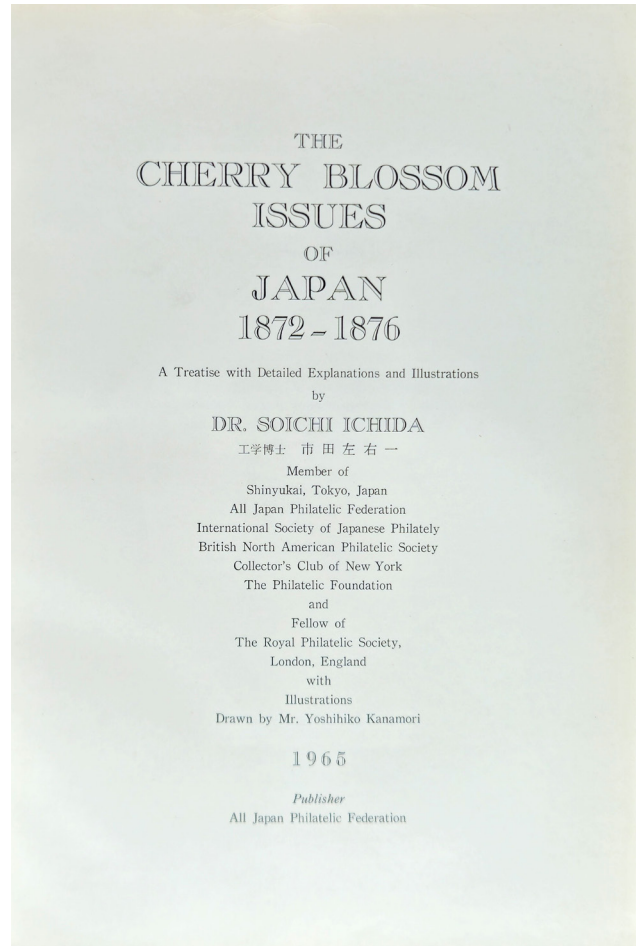 THE
CHERRY BLOSSOM
ISSUES
OF
JAPAN
1872-1876
A Treatise with Detailed Explanations and Illustrations
by
DR. SOICHI ICHIDA
工学博士 市田左右一
Member of
Shinyukai, Tokyo, Japan
All Japan Philatelic Federation
International Society of Japanese Philately
British North American Philatelic Society
Collector's Club of New York
The Philatelic Foundation
and
Fellow of
The Royal Philatelic Society,
London, England
with
Illustrations
Drawn by Mr. Yoshihiko Kanamori
1965
Publisher
All Japan Philatelic Federation